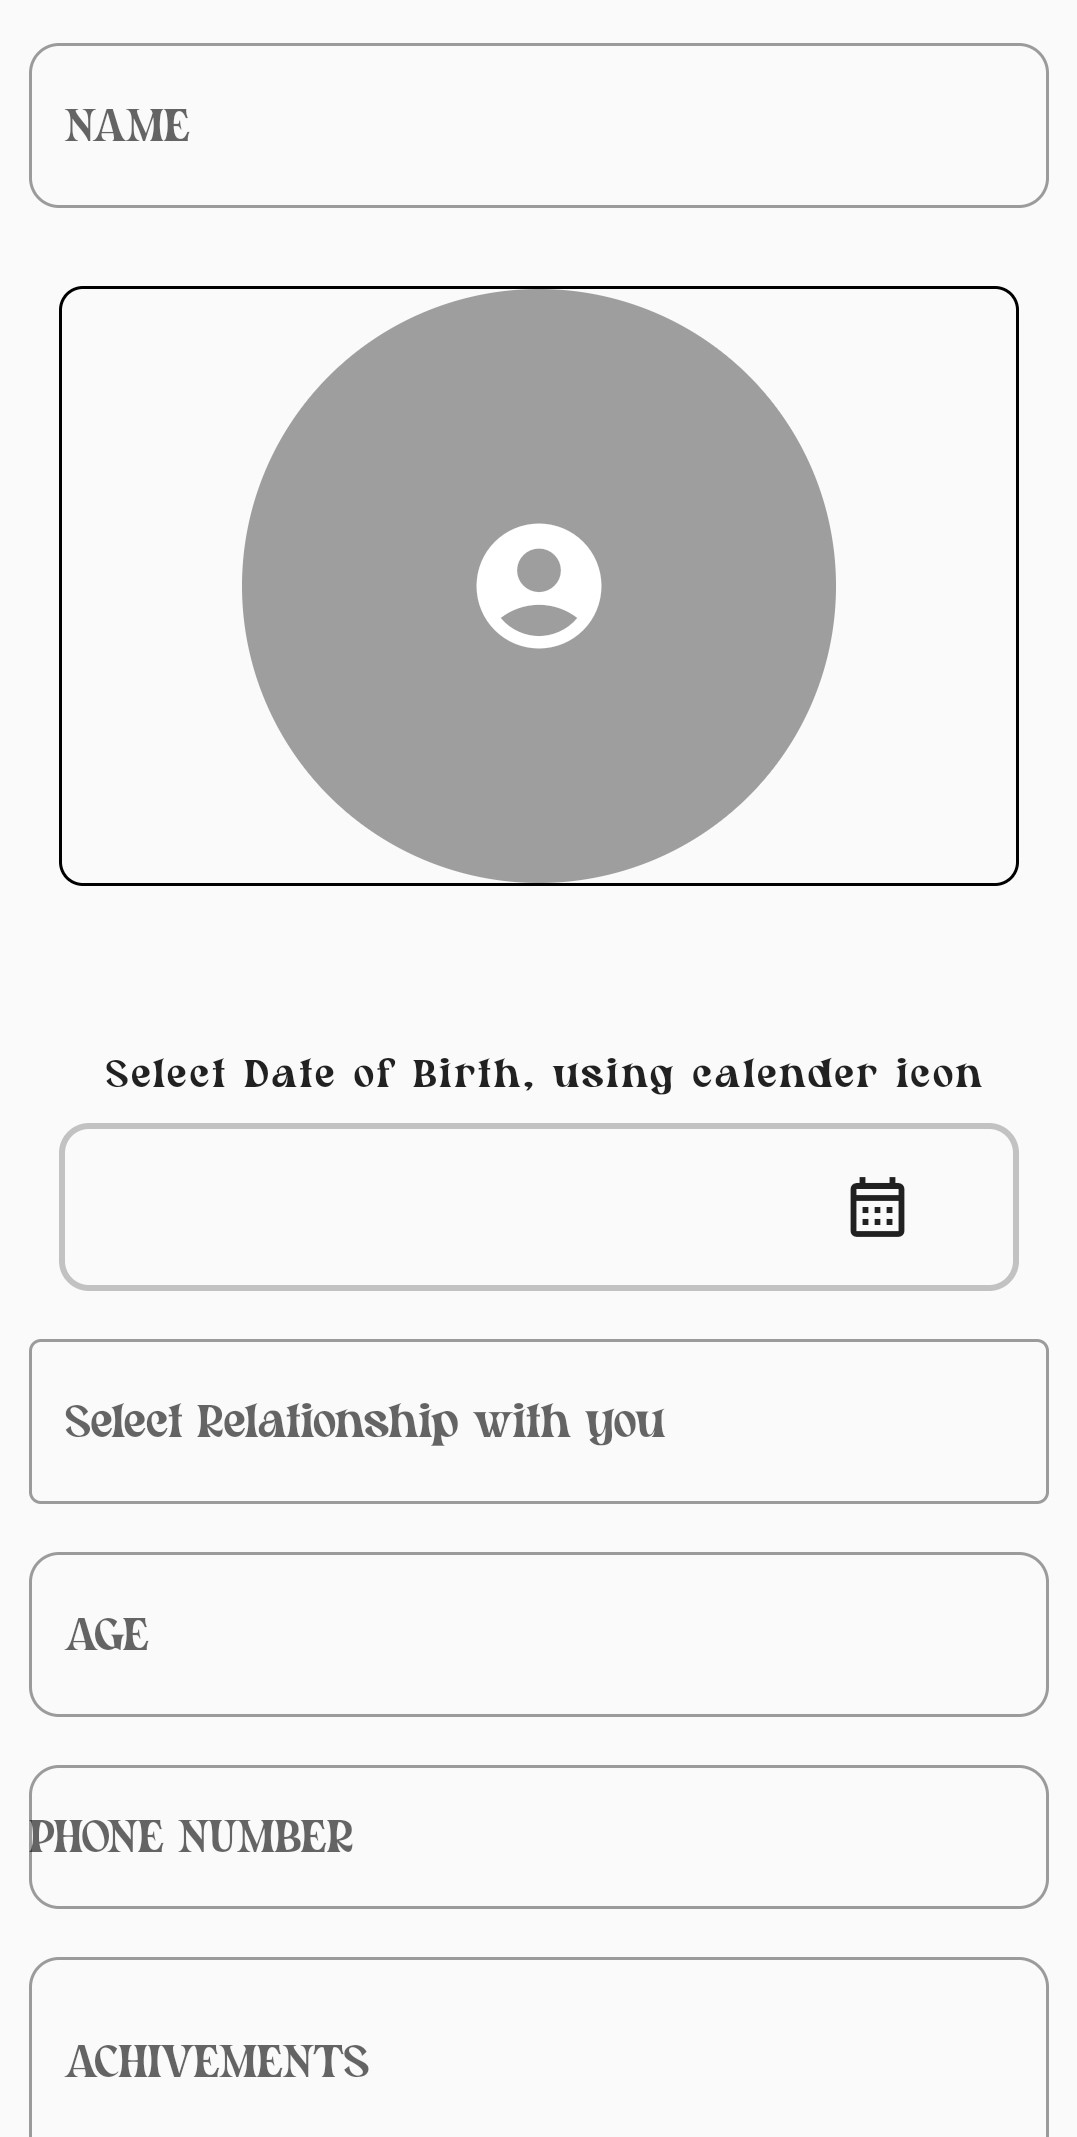 NAME
Select Date of Birth, using calender icon
Select Relationship with you
AGE
PHONE NUMBER
ACHIVEMENTS